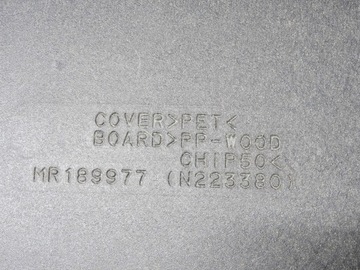 COVER>PET<
BOARD>PP-WOOD
CHIP50<
MR189977 (N223380)